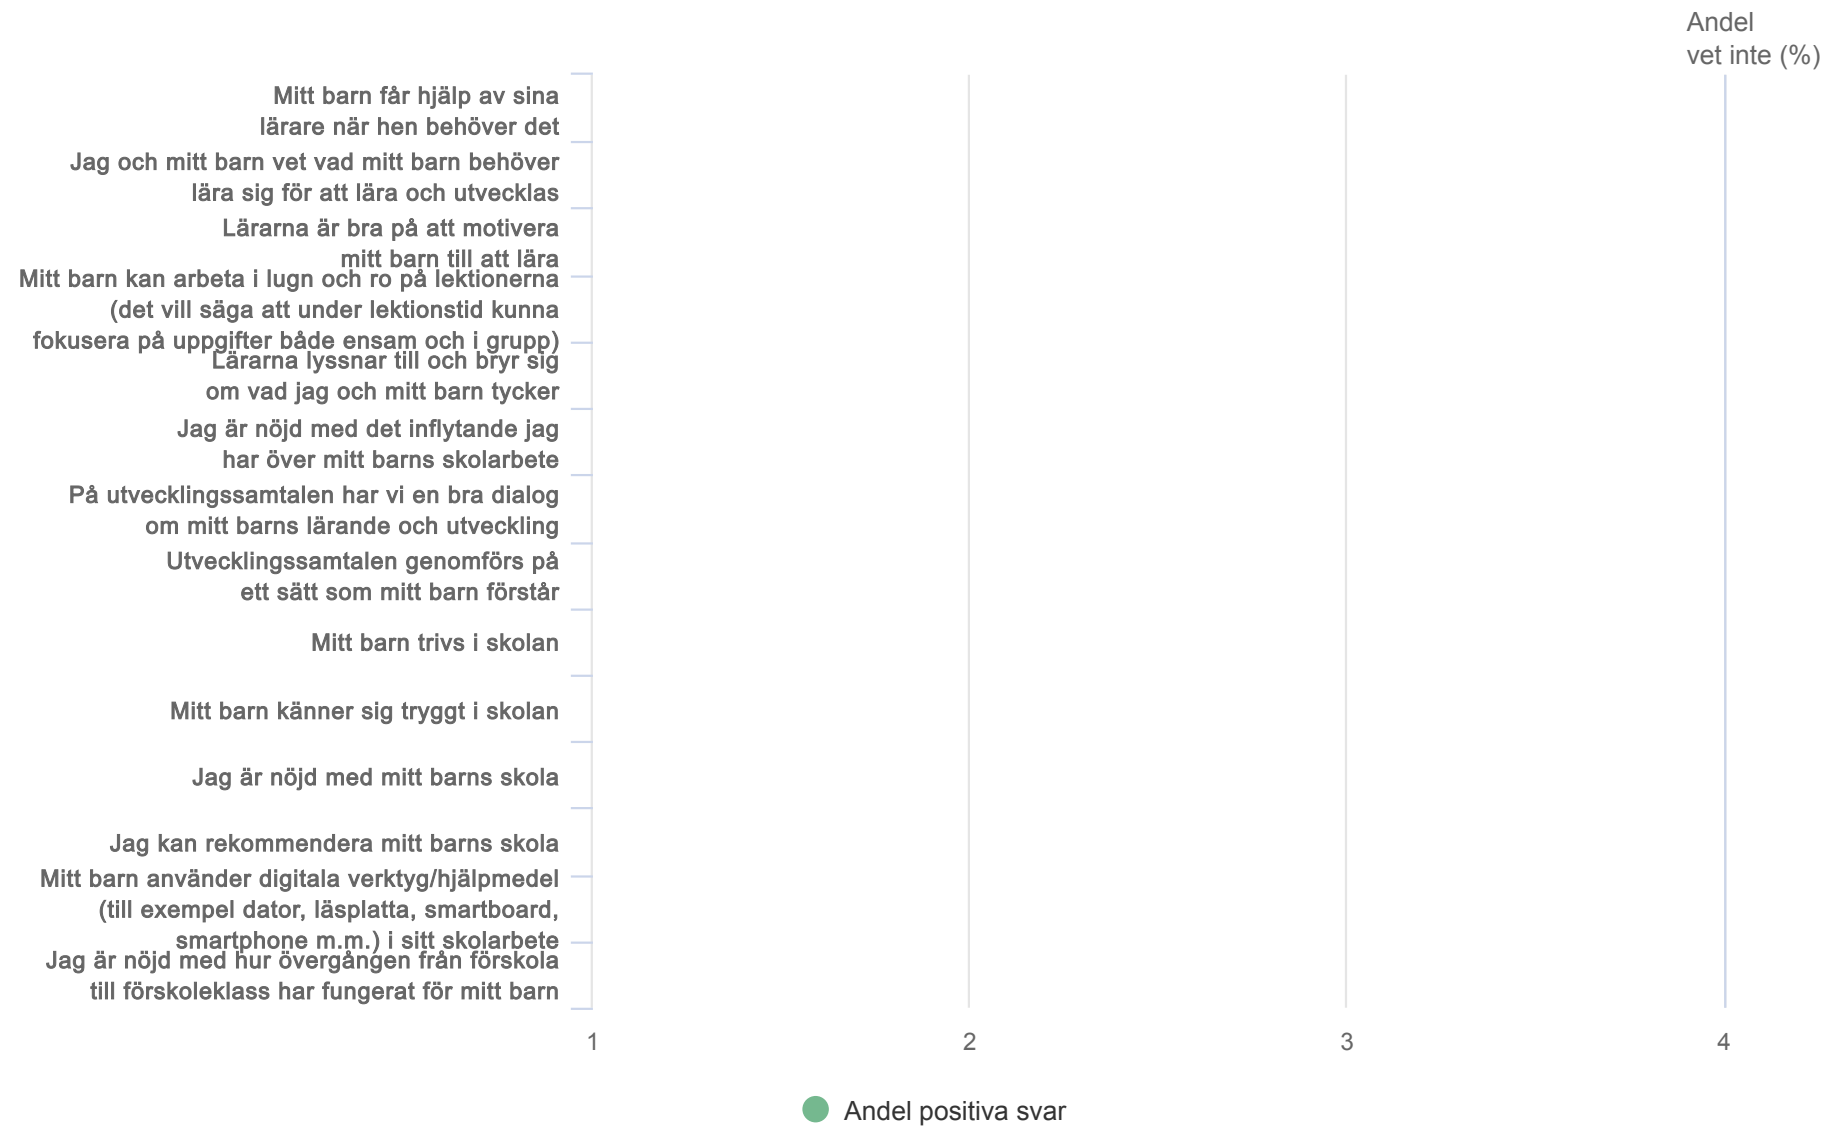 Andel
vet inte (%)
Mitt barn får hjälp av sina
lärare när hen behöver det
Jag och mitt barn vet vad mitt barn behöver
lära sig för att lära och utvecklas
Lärarna är bra på att motivera
mitt barn till att lära
Mitt barn kan arbeta i lugn och ro på lektionerna
(det vill säga att under lektionstid kunna
fokusera på uppgifter både ensam och i grupp)
Lärarna lyssnar till och bryr sig
om vad jag och mitt barn tycker
Jag är nöjd med det inflytande jag
har över mitt barns skolarbete
På utvecklingssamtalen har vi en bra dialog
om mitt barns lärande och utveckling
Utvecklingssamtalen genomförs på
ett sätt som mitt barn förstår
Mitt barn trivs i skolan
Mitt barn känner sig tryggt i skolan
Jag är nöjd med mitt barns skola
Jag kan rekommendera mitt barns skola
Mitt barn använder digitala verktyg/hjälpmedel
(till exempel dator, läsplatta, smartboard,
smartphone m.m.) i sitt skolarbete
Jag är nöjd med hur övergången från förskola
till förskoleklass har fungerat för mitt barn
1 2 3 4
Andel positiva svar